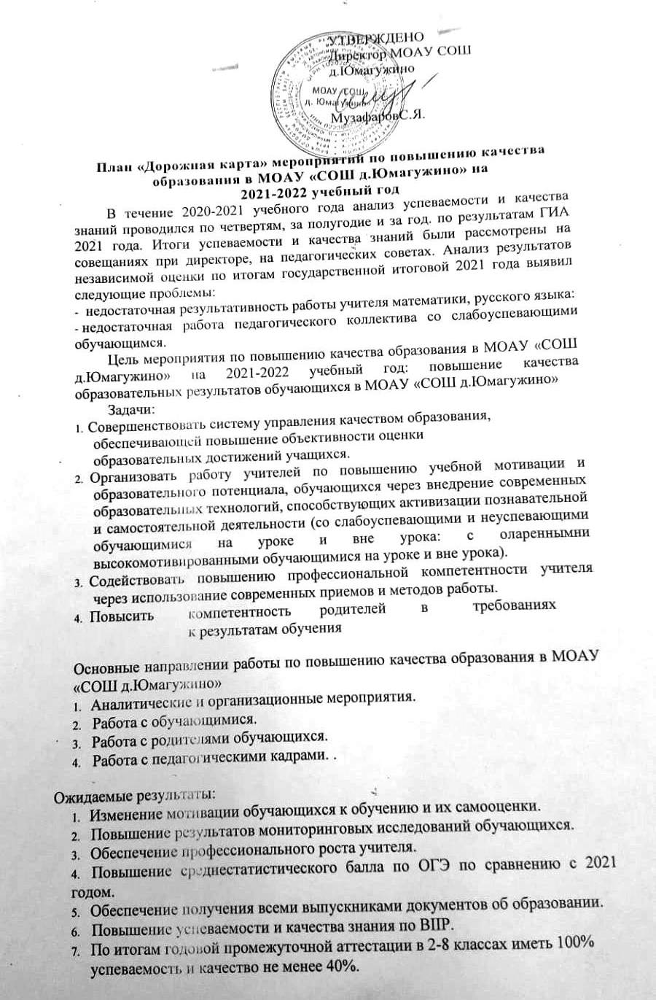 УТВЕРЖДЕНО
Директор МОАУ СОШ
д.Юмагужино
МОАУ «СОШ
д. Юмагужино»
МузафаровС.Я.
План «Дорожная карта» мероприятий по повышению качества
образования в МОАУ «СОШ д.Юмагужино» на
2021-2022 учебный год
В течение 2020-2021 учебного года анализ успеваемости и качества
знаний проводился по четвертям, за полугодие и за год. по результатам ГИА
2021 года. Итоги успеваемости и качества знаний были рассмотрены на
совещаниях при директоре, на педагогических советах. Анализ результатов
независимой оценки по итогам государственной итоговой 2021 года выявил
следующие проблемы:
- недостаточная результативность работы учителя математики, русского языка:
- недостаточная работа педагогического коллектива со слабоуспевающими
обучающимся.
Цель мероприятия по повышению качества образования в МОАУ «СОШ
д.Юмагужино» на 2021-2022 учебный год: повышение качества
образовательных результатов обучающихся в МОАУ «СОШ д.Юмагужино»
Задачи:
1. Совершенствовать систему управления качеством образования,
обеспечивающей повышение объективности оценки
образовательных достижений учащихся.
2. Организовать работу учителей по повышению учебной мотивации и
образовательного потенциала, обучающихся через внедрение современных
образовательных технологий, способствующих активизации познавательной
и самостоятельной деятельности (со слабоуспевающими и неуспевающими
обучающимися на уроке и вне урока: с оларенными
высокомотивированными обучающимися на уроке и вне урока).
3. Содействовать повышению профессиональной компетентности учителя
через использование современных приемов и методов работы.
4. Повысить компетентность родителей в требованиях
к результатам обучения
Основные направлении работы по повышению качества образования в МОАУ
«СОШ д.Юмагужино»
1. Аналитические и организационные мероприятия.
2. Работа с обучающимися.
3. Работа с родителями обучающихся.
4. Работа с педагогическими кадрами. .
Ожидаемые результаты:
1. Изменение мотивации обучающихся к обучению и их самооценки.
2. Повышение результатов мониторинговых исследований обучающихся.
3. Обеспечение профессионального роста учителя.
4. Повышение среднестатистического балла по ОГЭ по сравнению с 2021
годом.
5. Обеспечение получения всеми выпускниками документов об образовании.
6. Повышение успеваемости и качества знания по ВПР.
7. По итогам годовой промежуточной аттестации в 2-8 классах иметь 100%
успеваемость и качество не менее 40%.